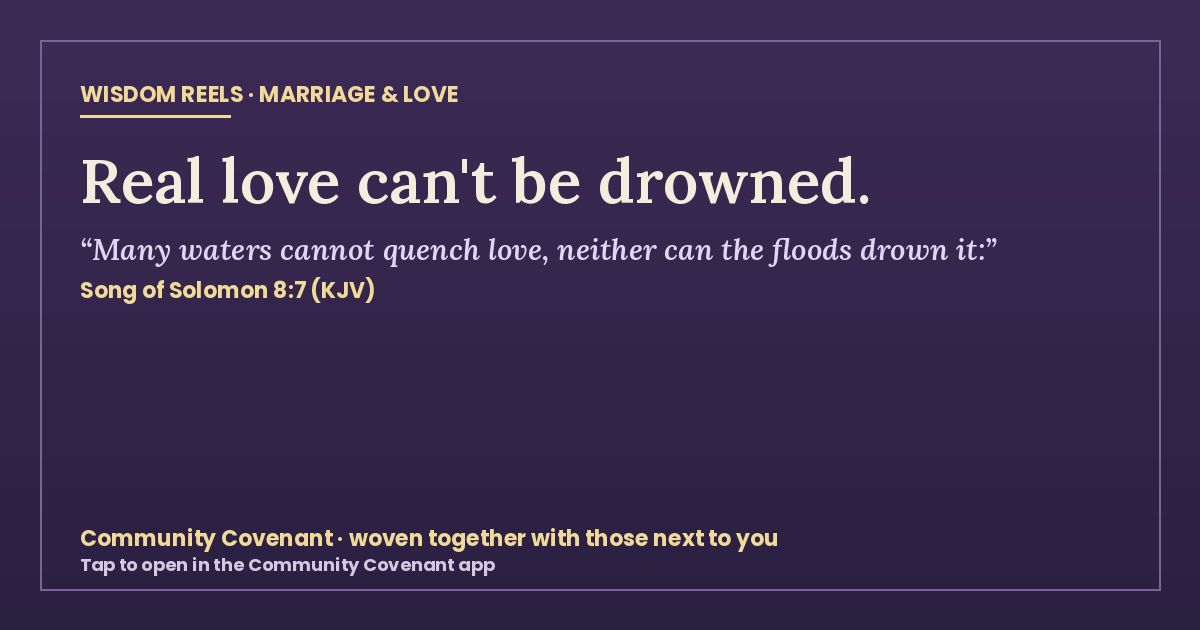 WISDOM REELS · MARRIAGE & LOVE
Real love can't be drowned.
“Many waters cannot quench love, neither can the floods drown it:”
Song of Solomon 8:7 (KJV)
Community Covenant · woven together with those next to you
Tap to open in the Community Covenant app